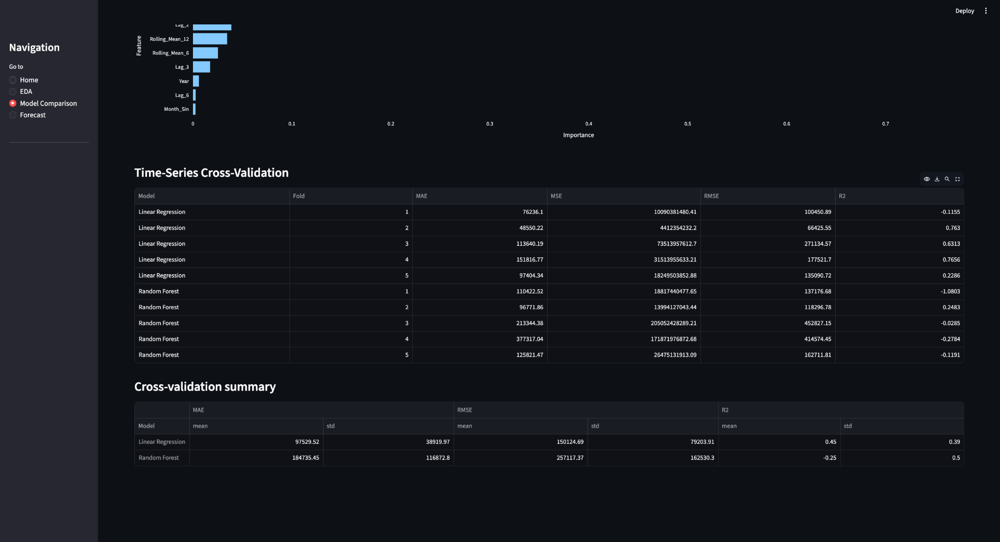 Deploy
Navigation
Go to
Home
EDA
Model Comparison
Forecast
Feature
Lag_2
Rolling_Mean_12
Rolling_Mean_6
Lag_3
Year
Lag_6
Month_Sin
0 0.1 0.2 0.3 0.4 0.5 0.6 0.7
Importance
Time-Series Cross-Validation
Model Fold MAE MSE RMSE R2
Linear Regression 1 76236.1 10090381480.41 100450.89 -0.1155
Linear Regression 2 48550.22 4412354232.2 66425.55 0.763
Linear Regression 3 113640.19 73513957612.7 271134.57 0.6313
Linear Regression 4 151816.77 31513955633.21 177521.7 0.7656
Linear Regression 5 97404.34 18249503852.88 135090.72 0.2286
Random Forest 1 110422.52 18817440477.65 137176.68 -1.0803
Random Forest 2 96771.86 13994127043.44 118296.78 0.2483
Random Forest 3 213344.38 205052428289.21 452827.15 -0.0285
Random Forest 4 377317.04 171871976872.68 414574.45 -0.2784
Random Forest 5 125821.47 26475131913.09 162711.81 -0.1191
Cross-validation summary
MAE RMSE R2
Model mean std mean std mean std
Linear Regression 97529.52 38919.97 150124.69 79203.91 0.45 0.39
Random Forest 184735.45 116872.8 257117.37 162530.3 -0.25 0.5